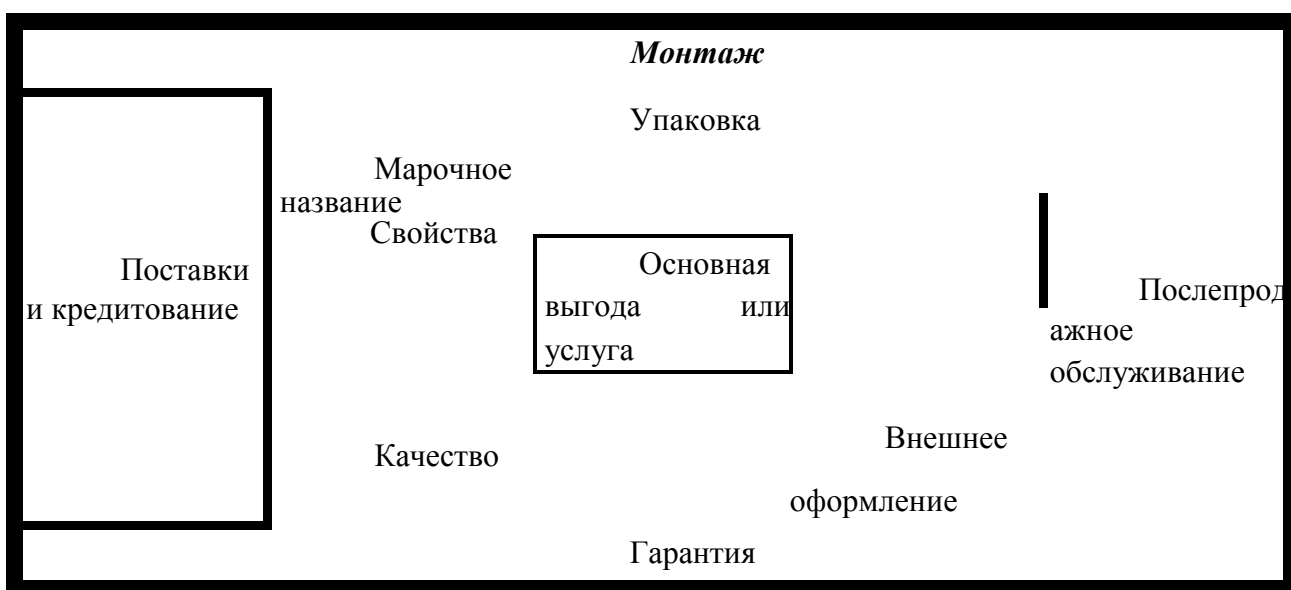 Монтаж
Упаковка
Марочное
название
Свойства
Поставки
и кредитование
Основная
выгода или
услуга
Послепрод
ажное
обслуживание
Качество
Внешнее
оформление
Гарантия